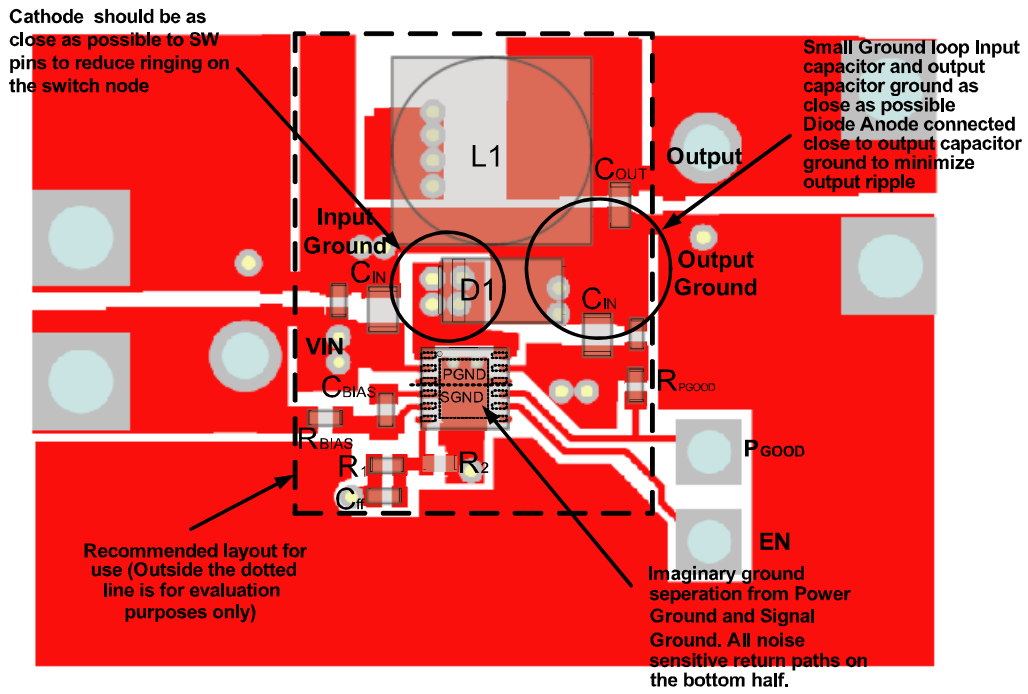 Cathode should be as
close as possible to SW
pins to reduce ringing on
the switch node
Small Ground loop Input
capacitor and output
capacitor ground as
close as possible
Diode Anode connected
close to output capacitor
ground to minimize
output ripple
L1
COUT
Output
Input
Ground
CIN
D1
Output
Ground
CIN
VIN
PGND
SGND
CBIAS
RPGOOD
RBIAS
R1
R2
Cff
PGOOD
EN
Recommended layout for
use (Outside the dotted
line is for evaluation
purposes only)
Imaginary ground
seperation from Power
Ground and Signal
Ground. All noise
sensitive return paths on
the bottom half.